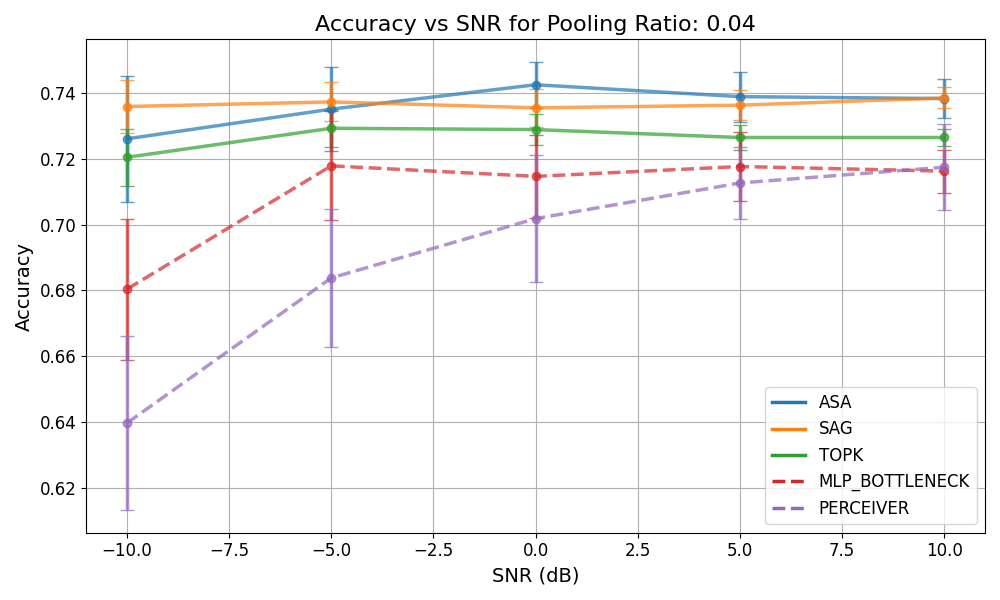 Accuracy vs SNR for Pooling Ratio: 0.04
0.74
0.72
0.70
0.68
0.66
0.64
0.62
Accuracy
−10.0 −7.5 −5.0 −2.5 0.0 2.5 5.0 7.5 10.0
SNR (dB)
ASA
SAG
TOPK
MLP_BOTTLENECK
PERCEIVER